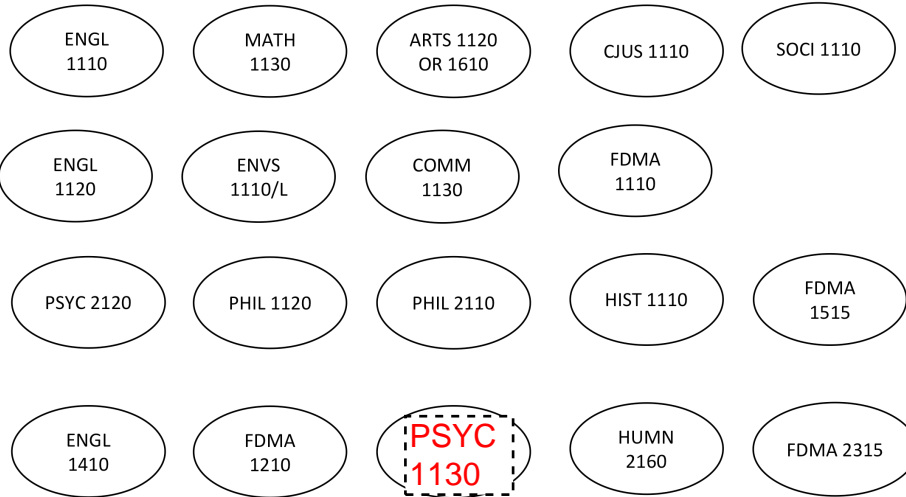 ENGL
1110
MATH
1130
ARTS 1120
OR 1610
CJUS 1110
SOCI 1110
ENGL
1120
ENVS
1110/L
COMM
1130
FDMA
1110
PSYC 2120
PHIL 1120
PHIL 2110
HIST 1110
FDMA
1515
ENGL
1410
FDMA
1210
PSYC
1130
HUMN
2160
FDMA 2315